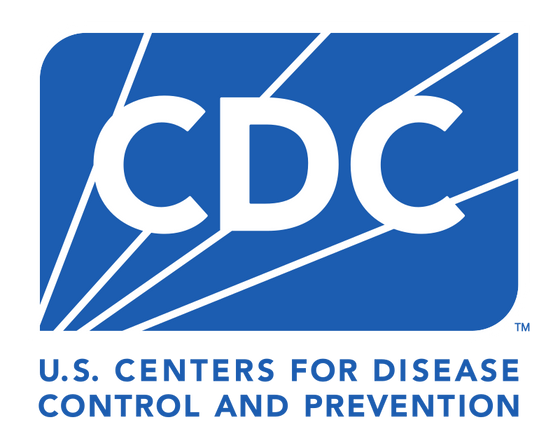 CDC
TM
U.S. CENTERS FOR DISEASE
CONTROL AND PREVENTION